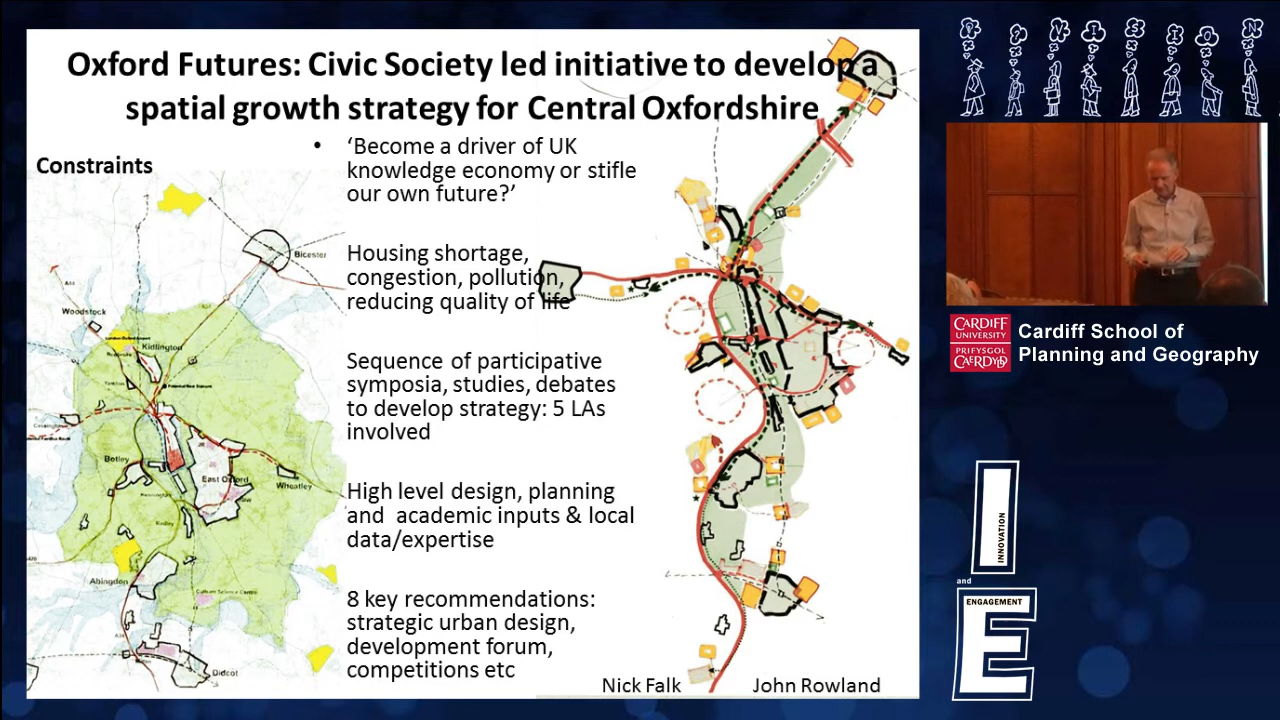 Oxford Futures: Civic Society led initiative to develop a
spatial growth strategy for Central Oxfordshire
Constraints
• ‘Become a driver of UK
knowledge economy or stifle
our own future?’
Housing shortage,
congestion, pollution,
reducing quality of life
Sequence of participative
symposia, studies, debates
to develop strategy: 5 LAs
involved
High level design, planning
and academic inputs & local
data/expertise
8 key recommendations:
strategic urban design,
development forum,
competitions etc
Nick Falk
John Rowland
Bicester
Woodstock
Kidlington
Botley
East Oxford
Wheatley
Abingdon
Culham Science Centre
Didcot
REVISION
CARDIFF
UNIVERSITY
PRIFYSGOL
CAERDYDD
Cardiff School of
Planning and Geography
I
INNOVATION
and
ENGAGEMENT
E